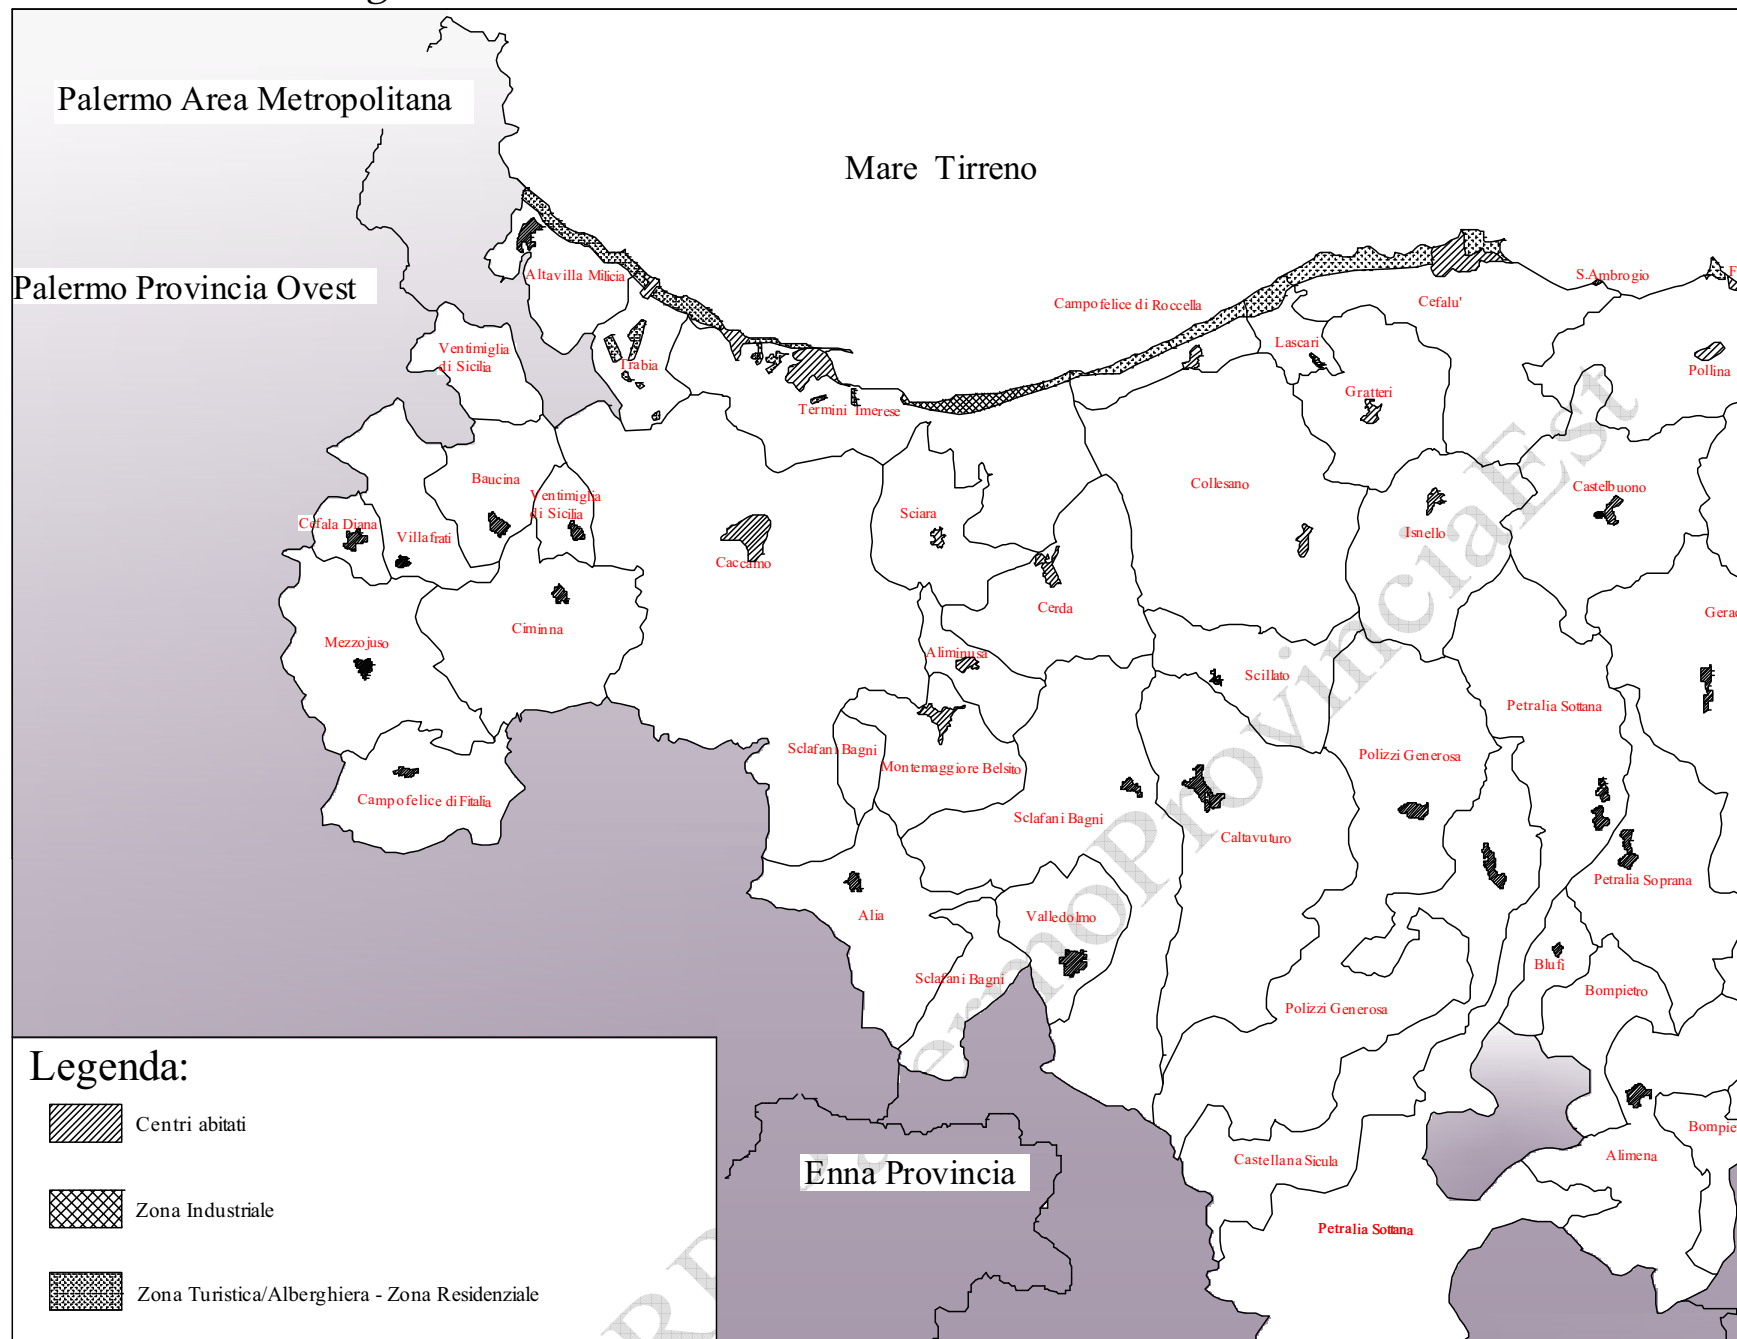 Palermo Area Metropolitana
Mare Tirreno
Palermo Provincia Ovest
Altavilla Milicia
S.Ambrogio
Campofelice di Roccella
Cefalu'
Ventimiglia
di Sicilia
Trabia
Lascari
Pollina
Gratteri
Termini Imerese
Baucina
Ventimiglia
di Sicilia
Collesano
Castelbuono
Cefala Diana
Villafrati
Sciara
Isnello
Caccamo
Cerda
Gerac
Ciminna
Mezzojuso
Aliminusa
Scillato
Petralia Sottana
Sclafani Bagni
Montemaggiore Belsito
Polizzi Generosa
Campofelice di Fitalia
Sclafani Bagni
Caltavuturo
Petralia Soprana
Alia
Valledolmo
Blufi
Sclafani Bagni
Bompietro
Polizzi Generosa
Legenda:
Centri abitati
Bompie
Enna Provincia
Castellana Sicula
Alimena
Zona Industriale
Petralia Sottana
Zona Turistica/Alberghiera - Zona Residenziale
ermoProvinciaEst